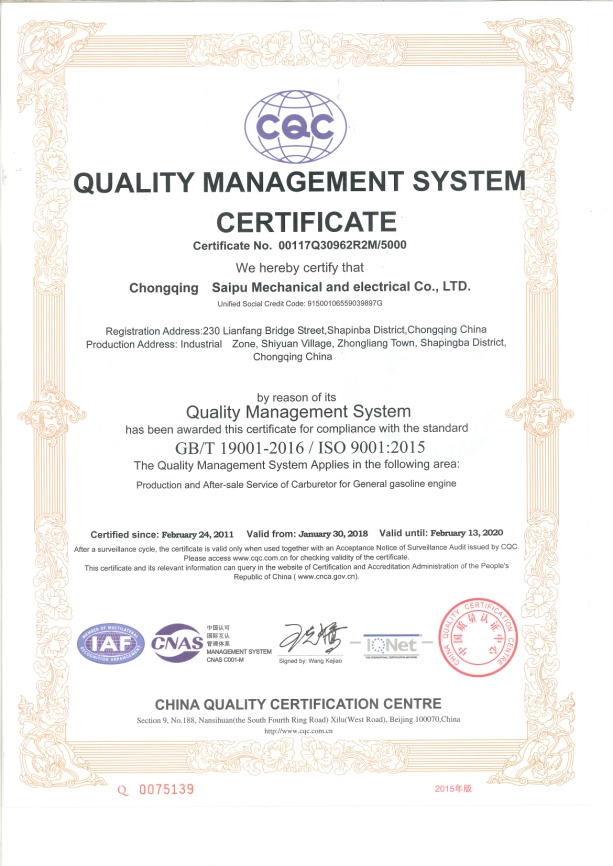 CQC
QUALITY MANAGEMENT SYSTEM
CERTIFICATE
Certificate No. 00117Q30962R2M/5000
We hereby certify that
Chongqing Saipu Mechanical and electrical Co., LTD.
Unified Social Credit Code: 91500106559039897G
Registration Address:230 Lianfang Bridge Street,Shapinba District,Chongqing China
Production Address: Industrial Zone, Shiyuan Village, Zhongliang Town, Shapingba District,
Chongqing China
by reason of its
Quality Management System
has been awarded this certificate for compliance with the standard
GB/T 19001-2016 / ISO 9001:2015
The Quality Management System Applies in the following area:
Production and After-sale Service of Carburetor for General gasoline engine
Certified since: February 24, 2011 Valid from: January 30, 2018 Valid until: February 13, 2020
After a surveillance cycle, the certificate is valid only when used together with an Acceptance Notice of Surveillance Audit issued by CQC.
Please access www.cqc.com.cn for checking validity of the certificate.
This certificate and its relevant information can query in the website of Certification and Accreditation Administration of the People's
Republic of China ( www.cnca.gov.cn).
MEMBER OF MULTILATERAL
IAF
RECOGNITION ARRANGEMENT
CNAS
中国认可
国际互认
管理体系
MANAGEMENT SYSTEM
CNAS C001-M
Signed by: Wang Kejiao
IQNet
THE INTERNATIONAL CERTIFICATION NETWORK
CHINA QUALITY CERTIFICATION CENTRE
中国质量认证中心
CHINA QUALITY CERTIFICATION CENTRE
Section 9, No.188, Nansihuan(the South Fourth Ring Road) Xilu(West Road), Beijing 100070,China
http://www.cqc.com.cn
Q 0075139
2015年版